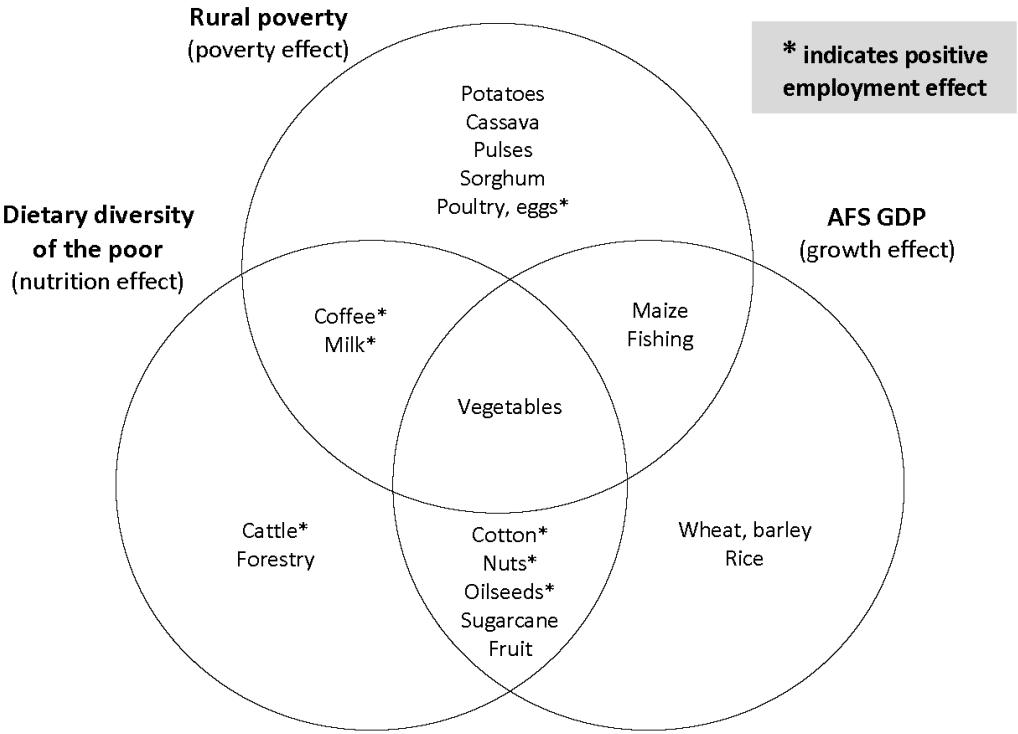 Rural poverty
(poverty effect)
* indicates positive
employment effect
Potatoes
Cassava
Pulses
Sorghum
Poultry, eggs*
Dietary diversity
of the poor
(nutrition effect)
AFS GDP
(growth effect)
Coffee*
Milk*
Maize
Fishing
Vegetables
Cattle*
Forestry
Cotton*
Nuts*
Oilseeds*
Sugarcane
Fruit
Wheat, barley
Rice